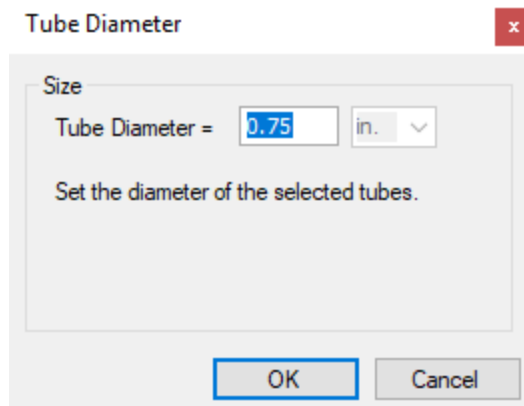 Tube Diameter
x
Size
Tube Diameter = 0.75 in.
Set the diameter of the selected tubes.
OK Cancel